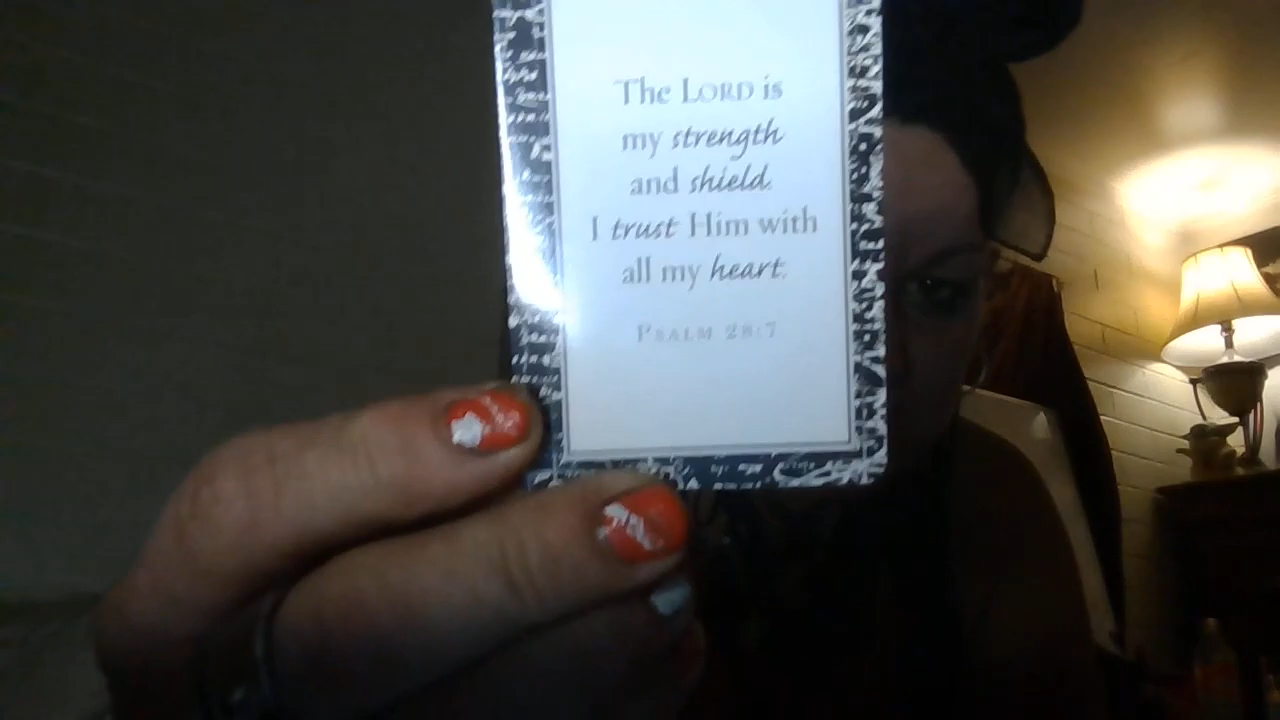 The LORD is
my strength
and shield.
I trust Him with
all my heart.
PSALM 28:7